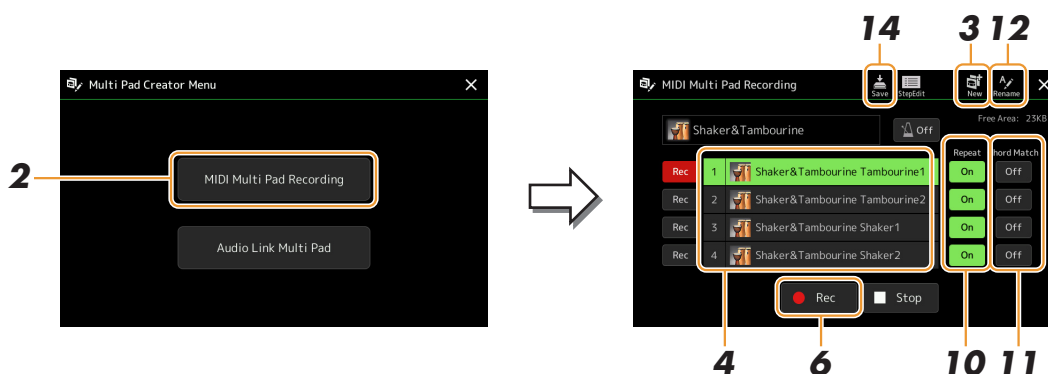 14
3 12
Multi Pad Creator Menu
MIDI Multi Pad Recording
Save
StepEdit
New
Rename
Free Area: 23KB
Shaker&Tambourine
Off
2
MIDI Multi Pad Recording
Repeat
hord Match
Rec 1 Shaker&Tambourine Tambourine1 On Off
Rec 2 Shaker&Tambourine Tambourine2 On Off
Audio Link Multi Pad
Rec 3 Shaker&Tambourine Shaker1 On Off
Rec 4 Shaker&Tambourine Shaker2 On Off
Rec
Stop
4
6
10 11